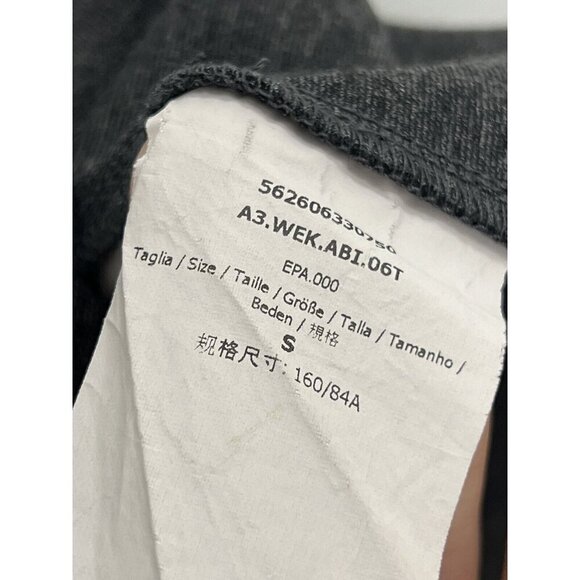 562606330750
A3.WEK.ABI.06T
EPA.000
Taglia / Size / Taille / Größe / Talla / Tamanho /
Beden / 規格
S
规格尺寸: 160/84A